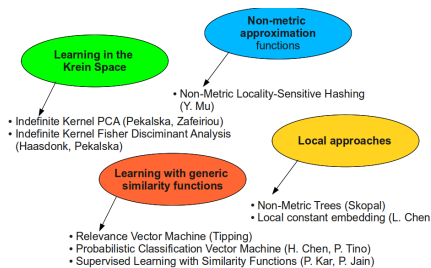 Learning in the
Krein Space
Non-metric
approximation
functions
• Non-Metric Locality-Sensitive Hashing
(Y. Mu)
• Indefinite Kernel PCA (Pekalska, Zafeiriou)
• Indefinite Kernel Fisher Disciminant Analysis
(Haasdonk, Pekalska)
Local approaches
Learning with generic
similarity functions
• Non-Metric Trees (Skopal)
• Local constant embedding (L. Chen
• Relevance Vector Machine (Tipping)
• Probabilistic Classification Vector Machine (H. Chen, P. Tino)
• Supervised Learning with Similarity Functions (P. Kar, P. Jain)